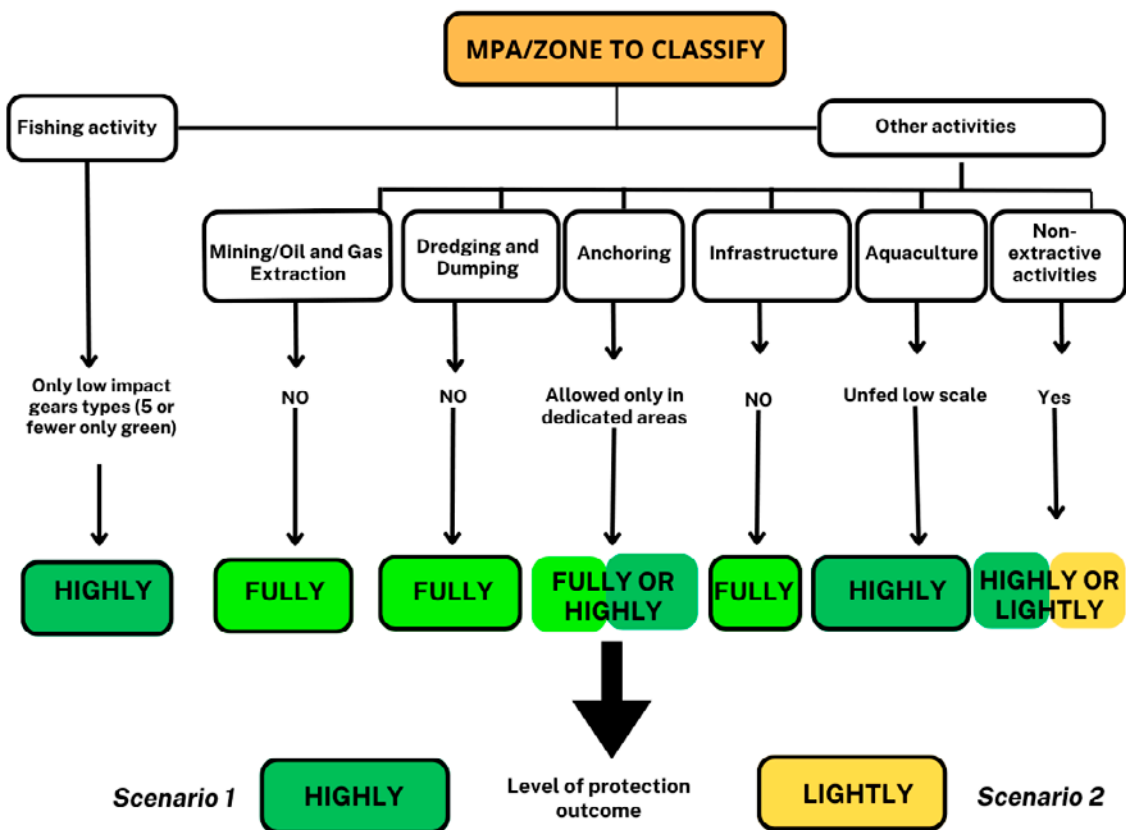 MPA/ZONE TO CLASSIFY
Fishing activity
Other activities
Mining/Oil and Gas
Extraction
Dredging and
Dumping
Anchoring
Infrastructure
Aquaculture
Non-
extractive
activities
Only low impact
gears types (5 or
fewer only green)
NO
NO
Allowed only in
dedicated areas
NO
Unfed low scale
Yes
HIGHLY
FULLY
FULLY
FULLY OR
HIGHLY
FULLY
HIGHLY
HIGHLY OR
LIGHTLY
Scenario 1
HIGHLY
Level of protection
outcome
LIGHTLY
Scenario 2